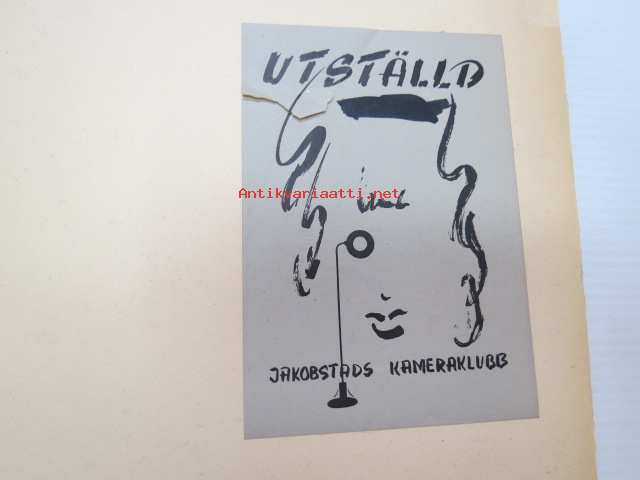 UTSTÄLLD
Antikvariaatti.net
JAKOBSTADS KAMERAKLUBB